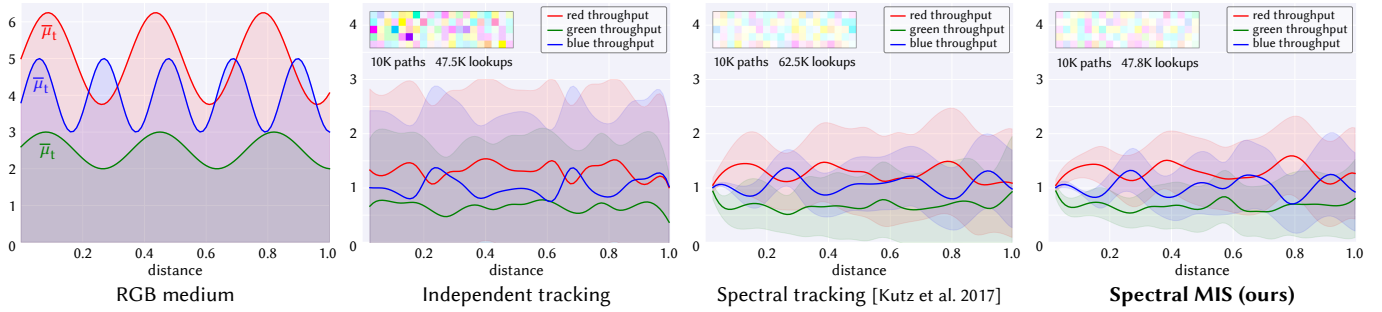 6
5
4
3
2
1
0
μ̅t
μ̅t
μ̅t
0.2 0.4 0.6 0.8 1.0
distance
RGB medium
red throughput
green throughput
blue throughput
10K paths 47.5K lookups
3
2
1
0
0.2 0.4 0.6 0.8 1.0
distance
Independent tracking
4
red throughput
green throughput
blue throughput
10K paths 62.5K lookups
3
2
1
0
0.2 0.4 0.6 0.8 1.0
distance
Spectral tracking [Kutz et al. 2017]
4
red throughput
green throughput
blue throughput
10K paths 47.8K lookups
3
2
1
0
0.2 0.4 0.6 0.8 1.0
distance
Spectral MIS (ours)